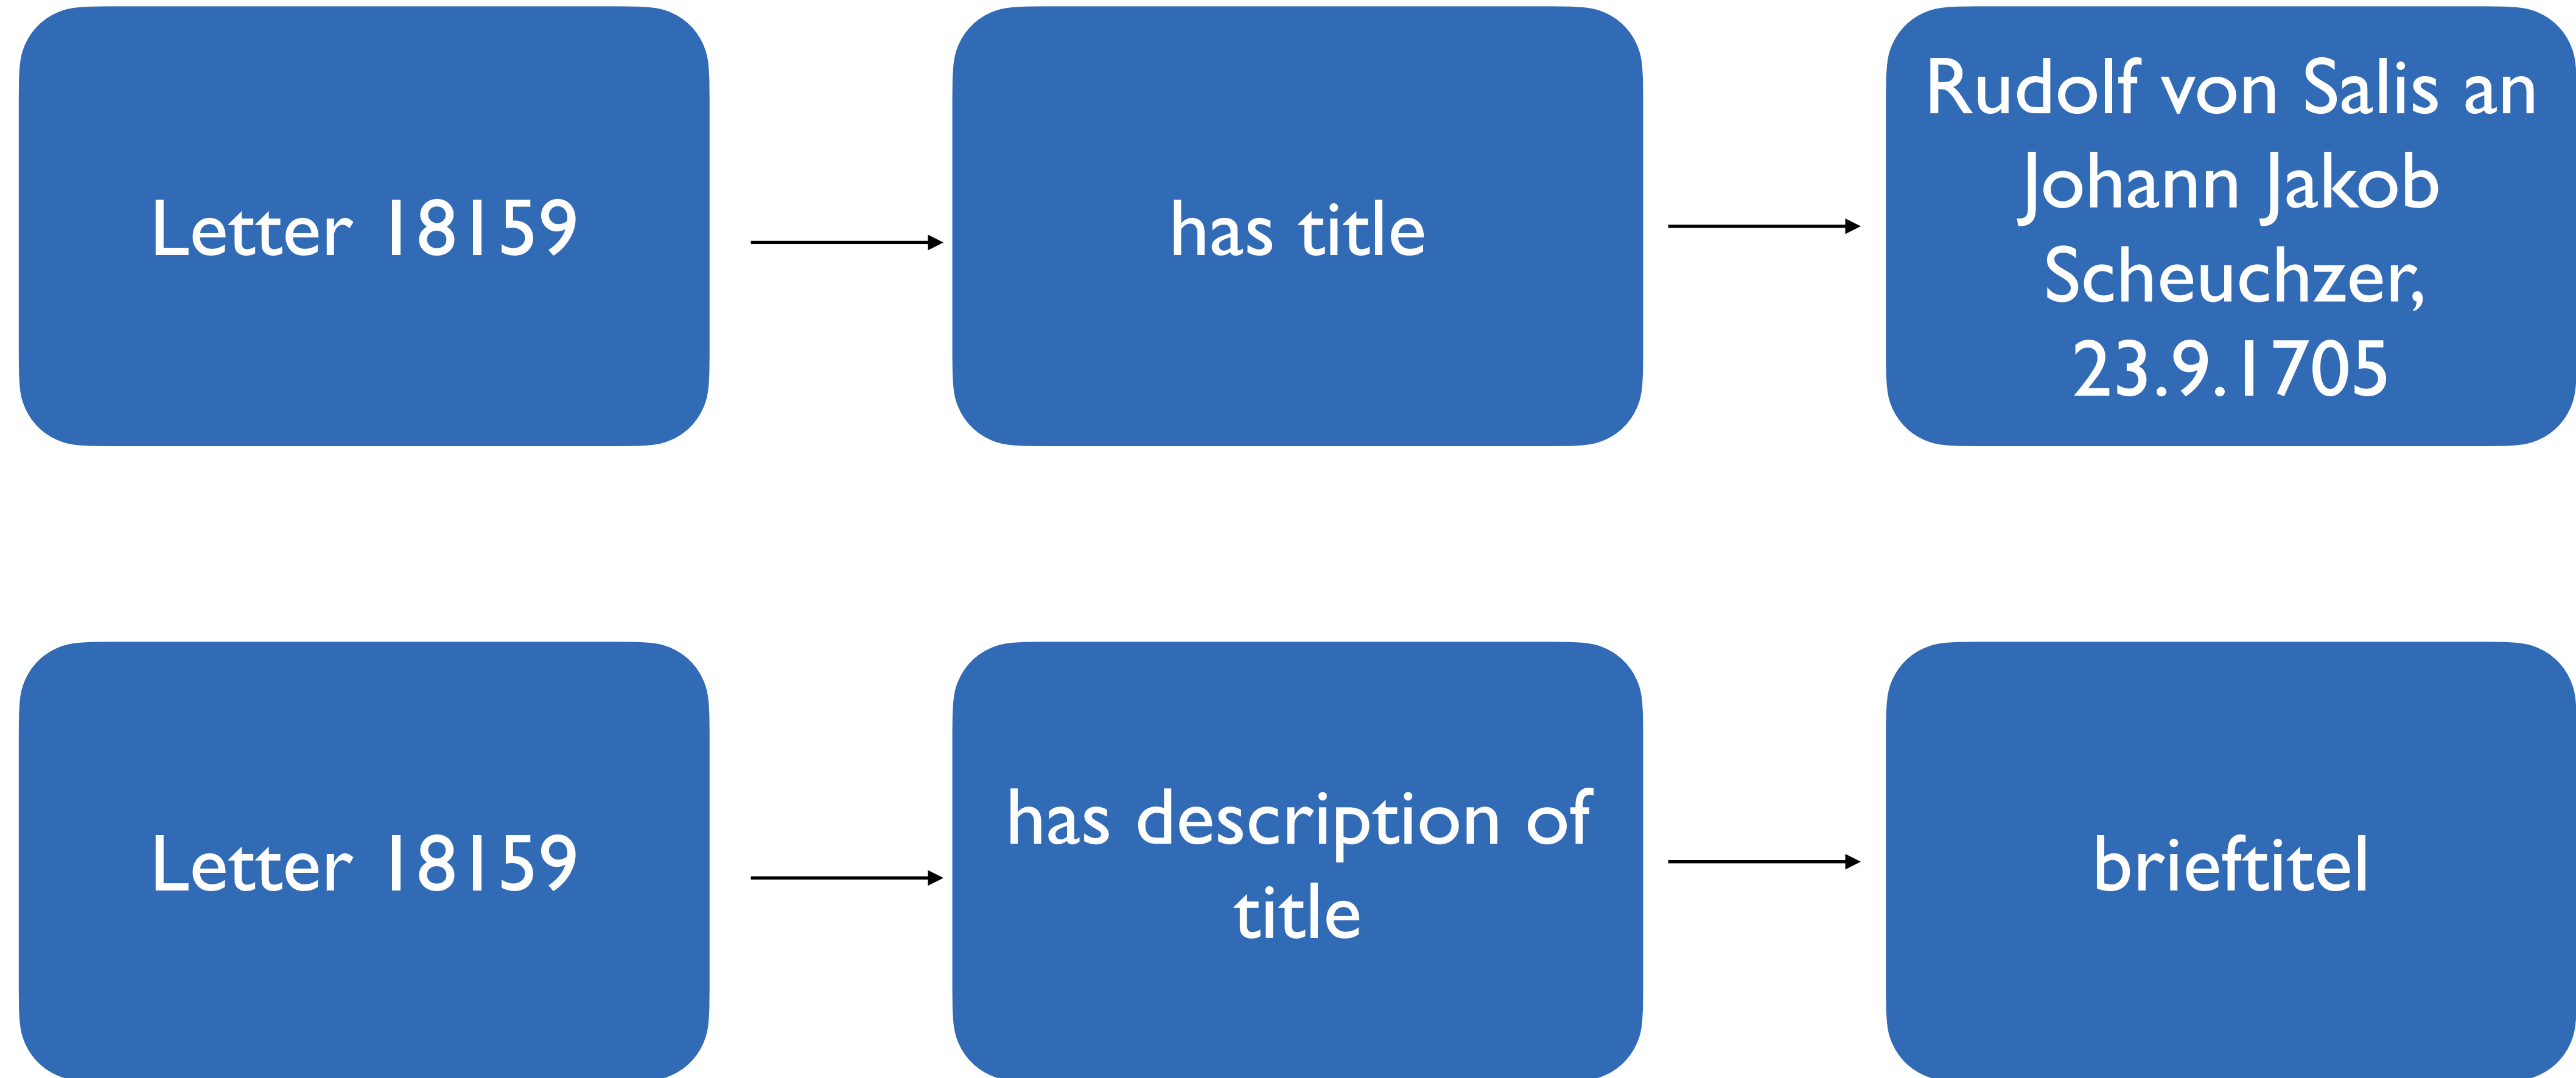 Letter 18159
has title
Rudolf von Salis an
Johann Jakob
Scheuchzer,
23.9.1705
Letter 18159
has description of
title
brieftitel